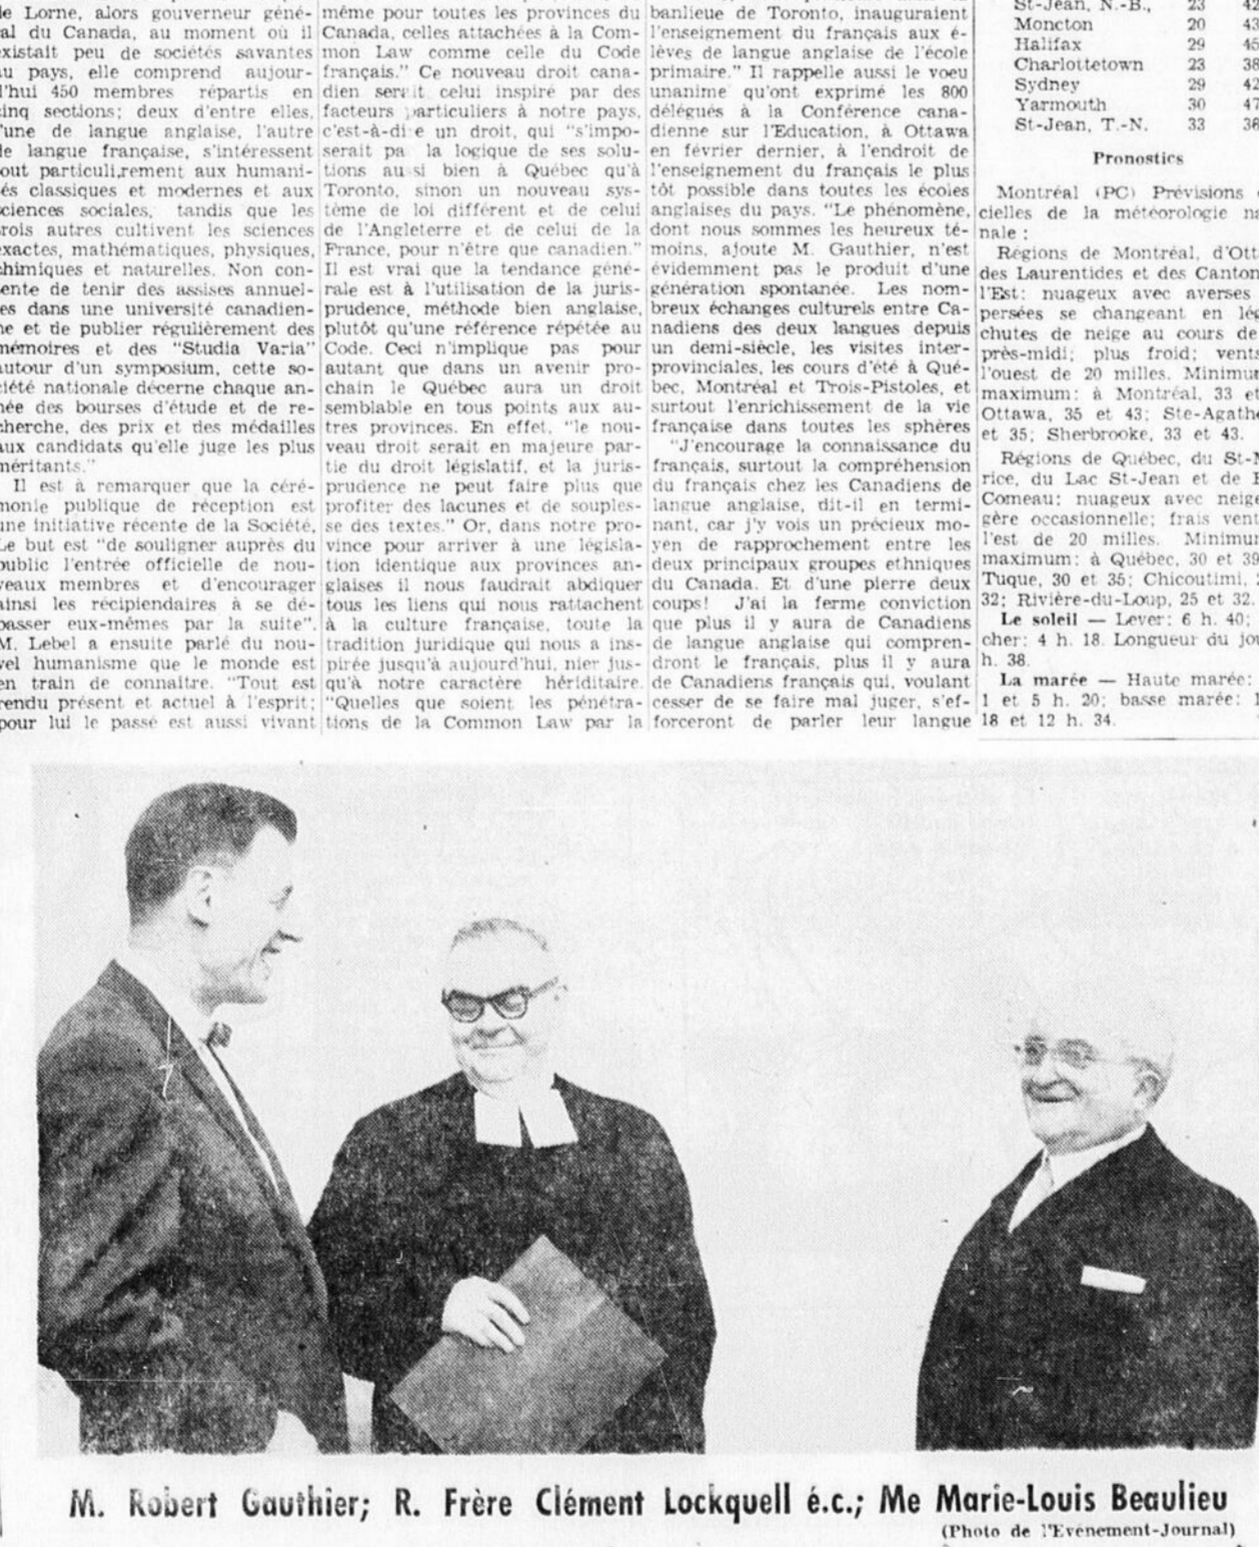 de Lorne, alors gouverneur géné-
al du Canada, au moment où il
existait peu de sociétés savantes
au pays, elle comprend aujour-
d'hui 450 membres répartis en
cinq sections; deux d'entre elles,
l'une de langue anglaise, l'autre
de langue française, s'intéressent
tout particuli.rement aux humani-
tés classiques et modernes et aux
sciences sociales, tandis que les
trois autres cultivent les sciences
exactes, mathématiques, physiques,
chimiques et naturelles. Non con-
tente de tenir des assises annuel-
les dans une université canadien-
ne et de publier régulièrement des
mémoires et des "Studia Varia"
autour d'un symposium, cette so-
ciété nationale décerne chaque an-
née des bourses d'étude et de re-
cherche, des prix et des médailles
aux candidats qu'elle juge les plus
méritants."
Il est à remarquer que la céré-
monie publique de réception est
une initiative récente de la Société,
Le but est "de souligner auprès du
public l'entrée officielle de nou-
veaux membres et d'encourager
ainsi les récipiendaires à se dé-
passer eux-mêmes par la suite".
M. Lebel a ensuite parlé du nou-
vel humanisme que le monde est
en train de connaître. "Tout est
rendu présent et actuel à l'esprit;
pour lui le passé est aussi vivant
même pour toutes les provinces du
Canada, celles attachées à la Com-
mon Law comme celle du Code
français." Ce nouveau droit cana-
dien serait celui inspiré par des
facteurs particuliers à notre pays,
c'est-à-dire un droit, qui "s'impo-
serait pa la logique de ses solu-
tions aussi bien à Québec qu'à
Toronto, sinon un nouveau sys-
tème de loi différent et de celui
de l'Angleterre et de celui de la
France, pour n'être que canadien."
Il est vrai que la tendance géné-
rale est à l'utilisation de la juris-
prudence, méthode bien anglaise,
plutôt qu'une référence répétée au
Code. Ceci n'implique pas pour
autant que dans un avenir pro-
chain le Québec aura un droit
semblable en tous points aux au-
tres provinces. En effet, "le nou-
veau droit serait en majeure par-
tie du droit législatif, et la juris-
prudence ne peut faire plus que
profiter des lacunes et de souples-
se des textes." Or, dans notre pro-
vince pour arriver à une législa-
tion identique aux provinces an-
glaises il nous faudrait abdiquer
tous les liens qui nous rattachent
à la culture française, toute la
tradition juridique qui nous a ins-
pirée jusqu'à aujourd'hui, nier jus-
qu'à notre caractère hériditaire.
"Quelles que soient les pénétra-
tions de la Common Law par la
banlieue de Toronto, inauguraient
l'enseignement du français aux é-
lèves de langue anglaise de l'école
primaire." Il rappelle aussi le voeu
unanime qu'ont exprimé les 800
délégués à la Conférence cana-
dienne sur l'Education, à Ottawa
en février dernier, à l'endroit de
l'enseignement du français le plus
tôt possible dans toutes les écoles
anglaises du pays. "Le phénomène,
dont nous sommes les heureux té-
moins, ajoute M. Gauthier, n'est
évidemment pas le produit d'une
génération spontanée. Les nom-
breux échanges culturels entre Ca-
nadiens des deux langues depuis
un demi-siècle, les visites inter-
provinciales, les cours d'été à Qué-
bec, Montréal et Trois-Pistoles, et
surtout l'enrichissement de la vie
française dans toutes les sphères
"J'encourage la connaissance du
français, surtout la compréhension
du français chez les Canadiens de
langue anglaise, dit-il en termi-
nant, car j'y vois un précieux mo-
yen de rapprochement entre les
deux principaux groupes ethniques
du Canada. Et d'une pierre deux
coups! J'ai la ferme conviction
que plus il y aura de Canadiens
de langue anglaise qui compren-
dront le français, plus il y aura
de Canadiens français qui, voulant
cesser de se faire mal juger, s'ef-
forceront de parler leur langue
St-Jean, N.-B., 23 42
Moncton 20 43
Halifax 29 45
Charlottetown 23 38
Sydney 29 42
Yarmouth 30 47
St-Jean, T.-N. 33 36
Pronostics
Montréal (PC) Prévisions
cielles de la météorologie na
nale :
Régions de Montréal, d'Ott
des Laurentides et des Canton
l'Est: nuageux avec averses
persées se changeant en lég
chutes de neige au cours de
près-midi; plus froid; vents
l'ouest de 20 milles. Minimum
maximum: à Montréal, 33 et
Ottawa, 35 et 43; Ste-Agathe
et 35; Sherbrooke, 33 et 43.
Régions de Québec, du St-M
rice, du Lac St-Jean et de
Comeau: nuageux avec neige
gère occasionnelle; frais vent
l'est de 20 milles. Minimum
maximum: à Québec, 30 et 39
Tuque, 30 et 35; Chicoutimi,
32; Rivière-du-Loup, 25 et 32.
Le soleil — Lever: 6 h. 40;
cher: 4 h. 18. Longueur du jou
h. 38.
La marée — Haute marée:
1 et 5 h. 20; basse marée: 1
18 et 12 h. 34.
M. Robert Gauthier; R. Frère Clément Lockquell é.c.; Me Marie-Louis Beaulieu
(Photo de l'Evénement-Journal)